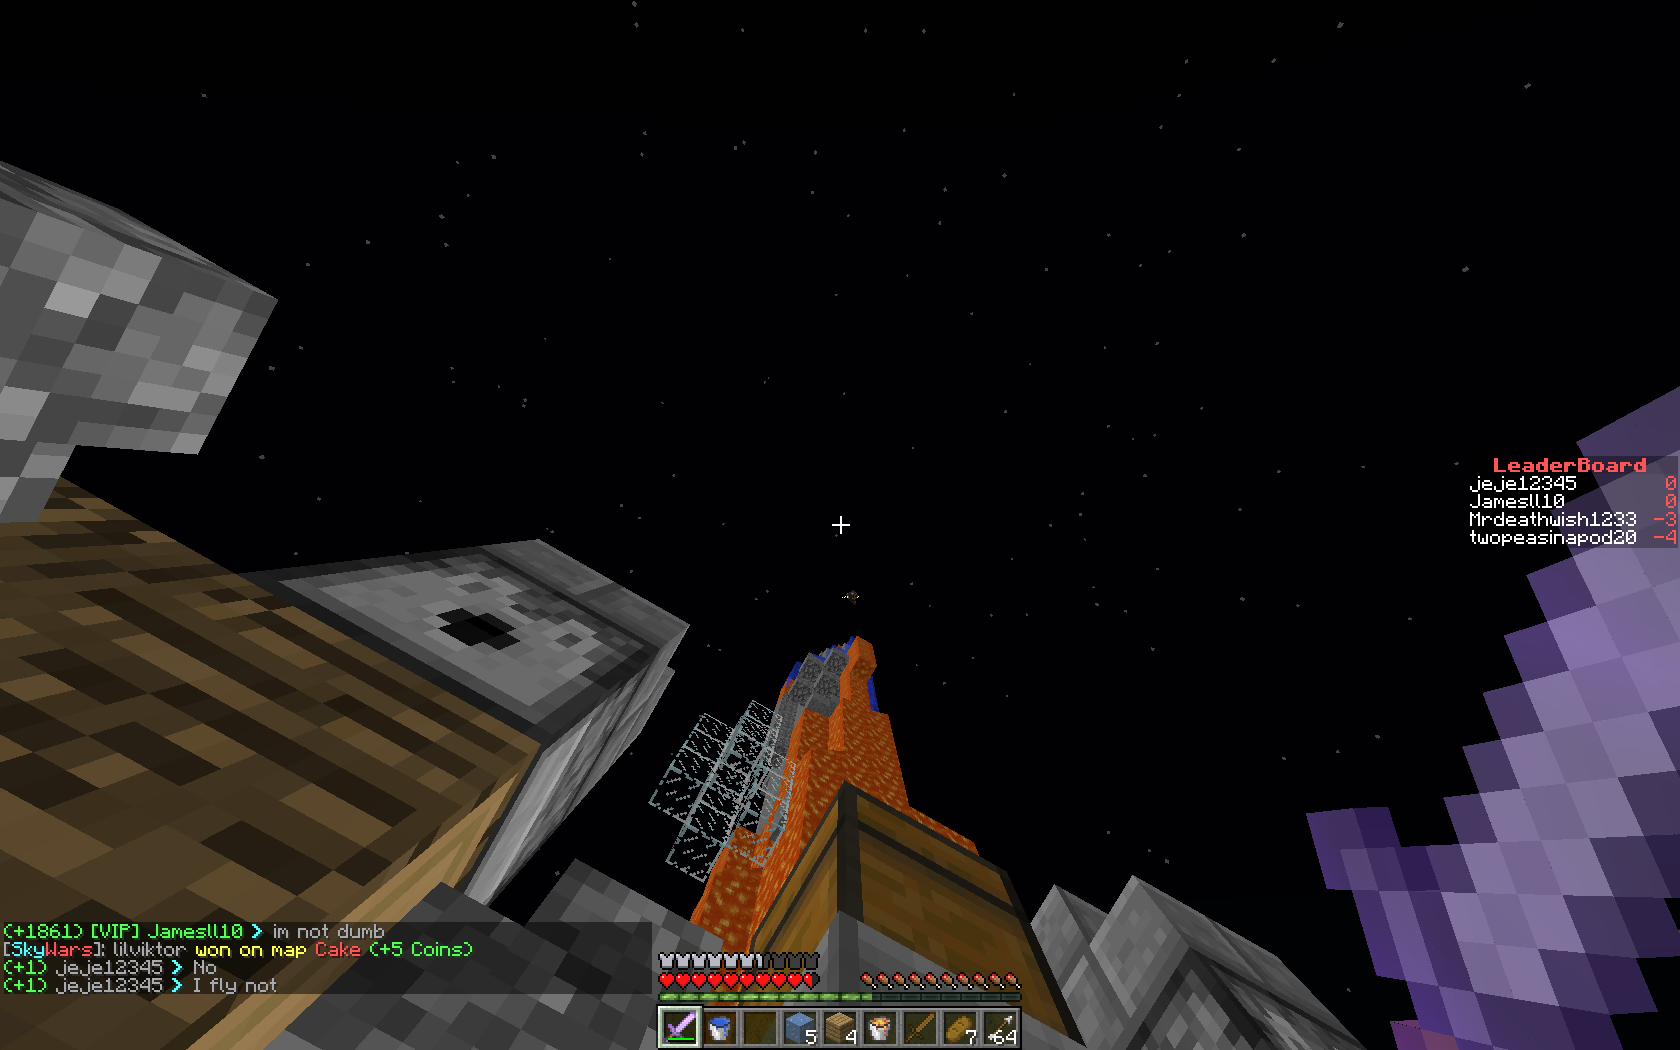 LeaderBoard
jeje12345 0
Jamesll10 0
Mrdeathwish1233 -3
twopeasinapod20 -4
(+1861) [VIP] Jamesll10 > im not dumb
[SkyWars]: lilviktor won on map Cake (+5 Coins)
(+1) jeje12345 > No
(+1) jeje12345 > I fly not
5 4 7 64